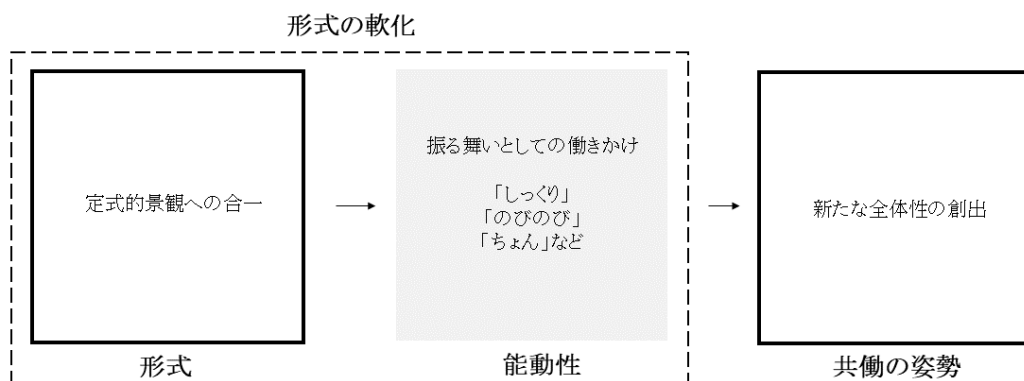 形式の軟化
定式的景観への合一
形式
振る舞いとしての働きかけ
「しっくり」
「のびのび」
「ちょん」など
能動性
新たな全体性の創出
共働の姿勢